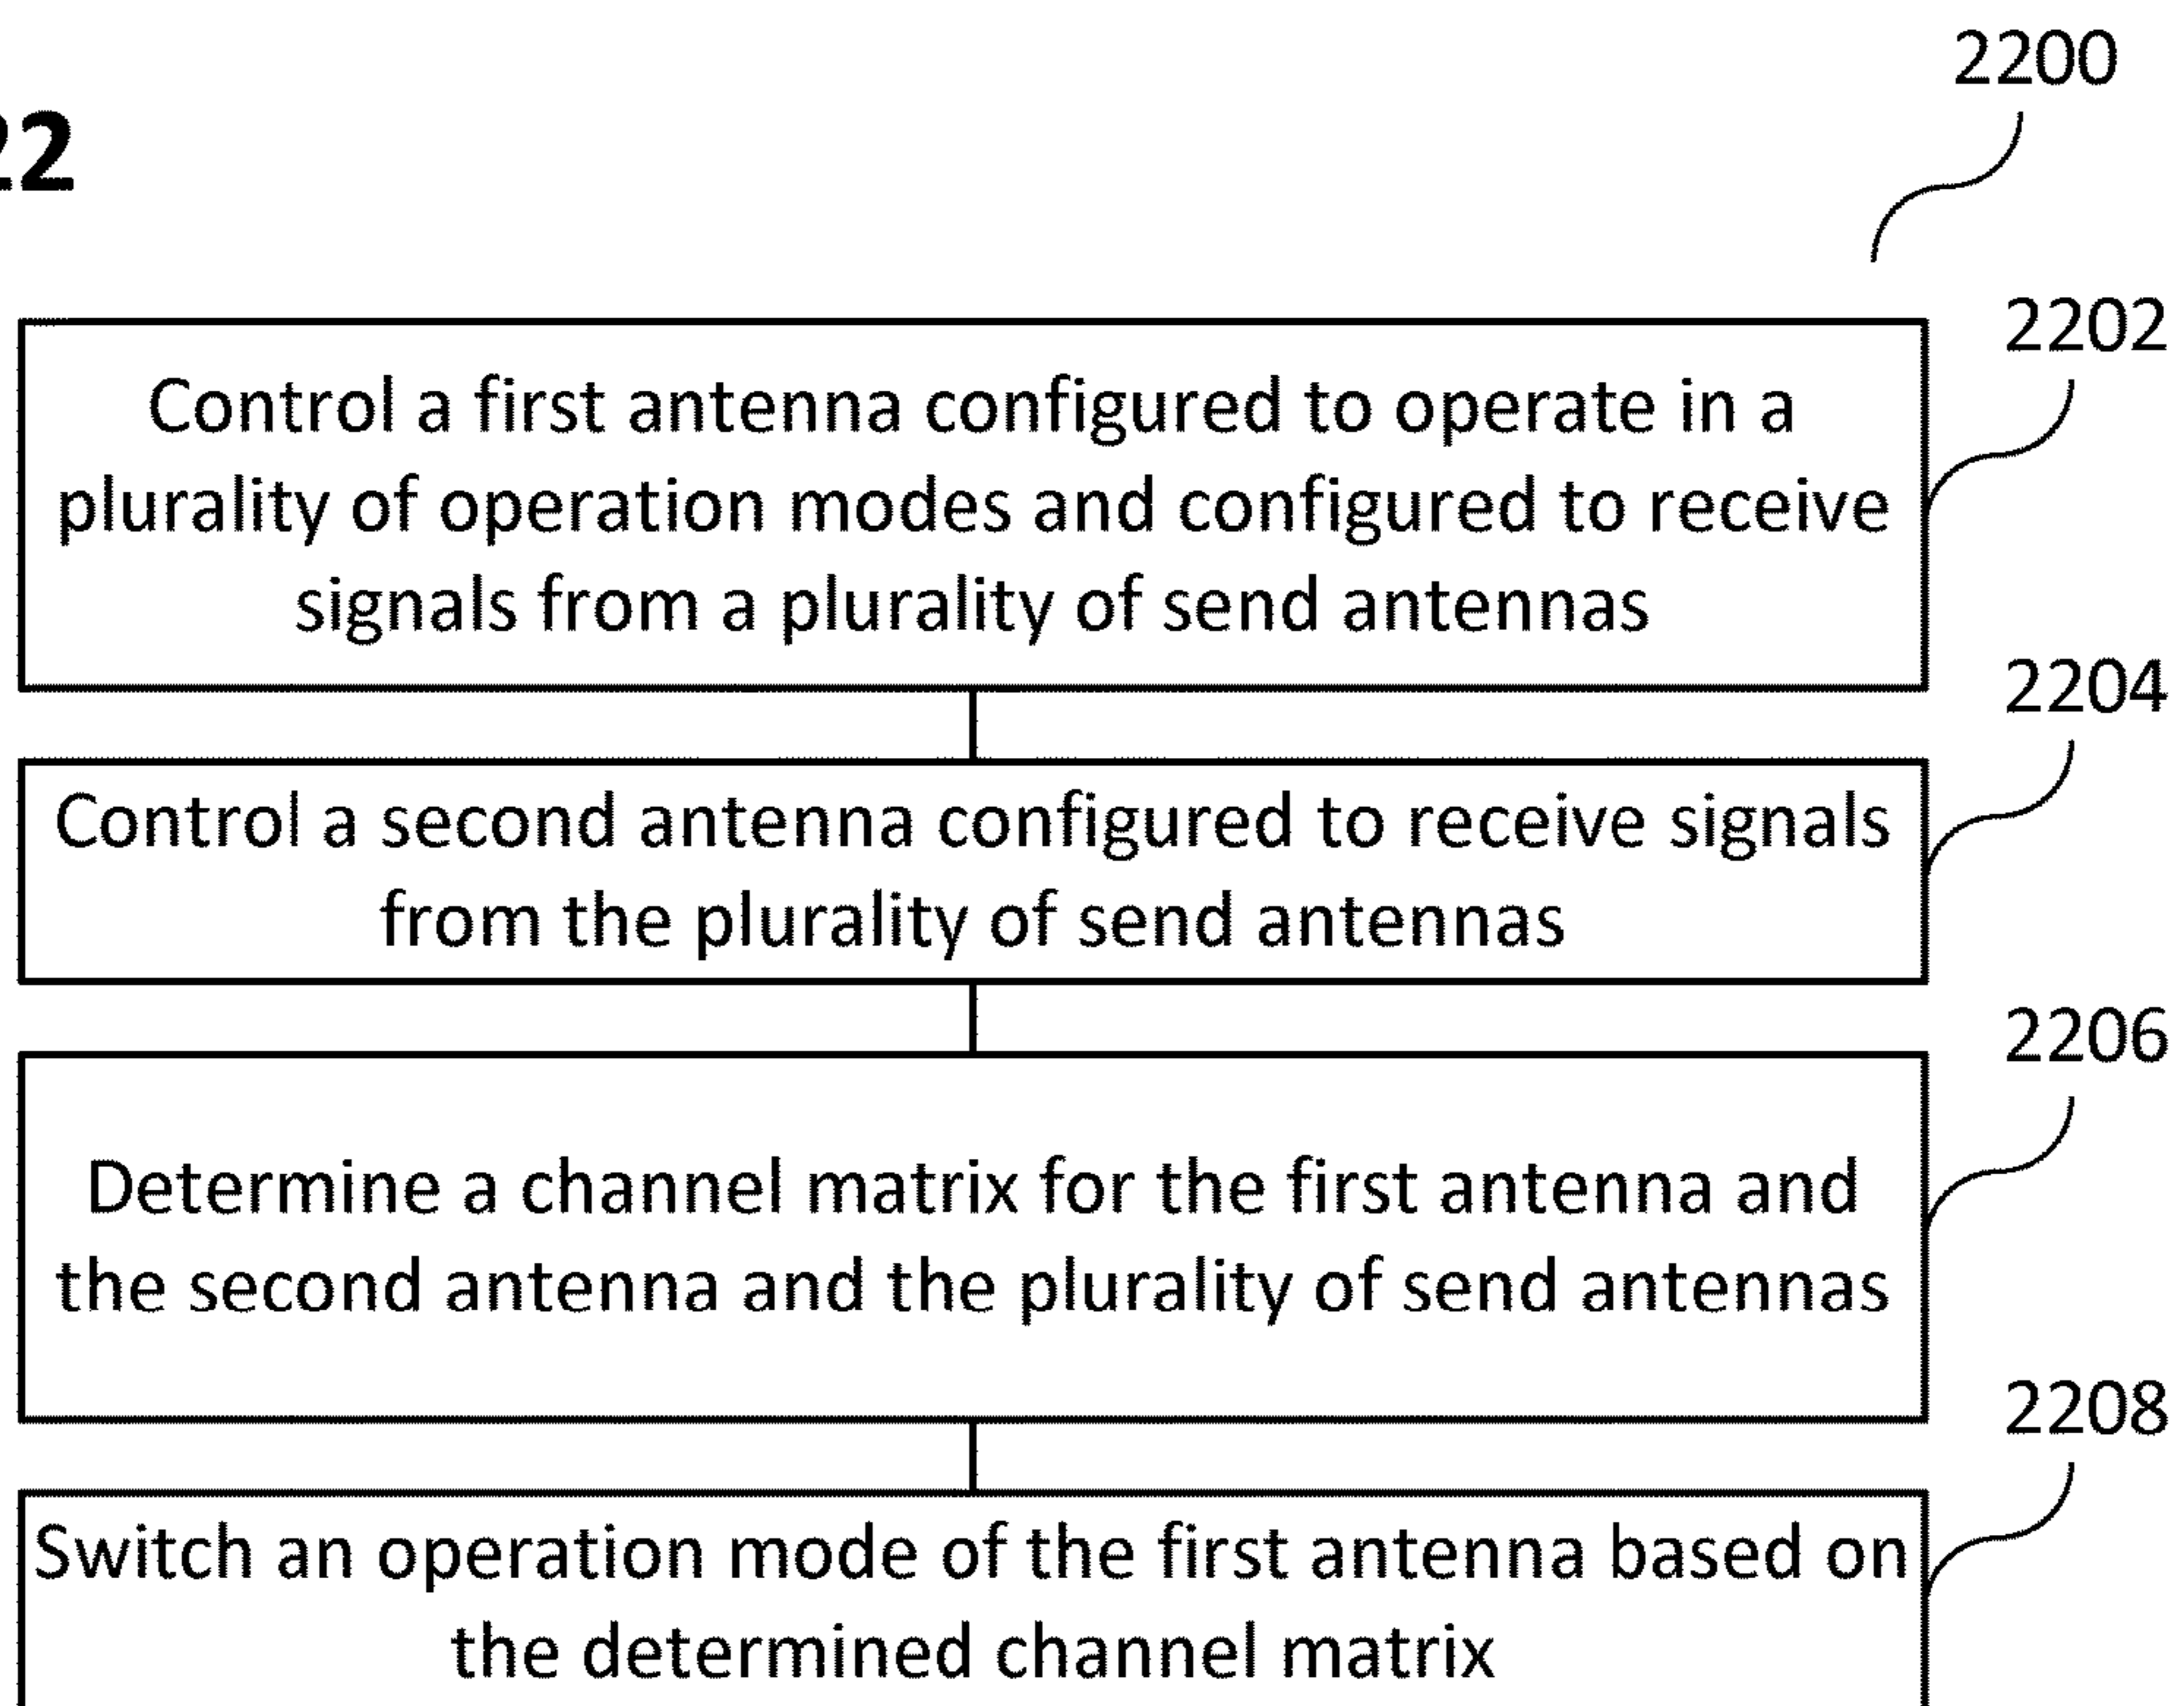 2200
22
2202
Control a first antenna configured to operate in a
plurality of operation modes and configured to receive
signals from a plurality of send antennas
2204
Control a second antenna configured to receive signals
from the plurality of send antennas
2206
Determine a channel matrix for the first antenna and
the second antenna and the plurality of send antennas
2208
Switch an operation mode of the first antenna based on
the determined channel matrix